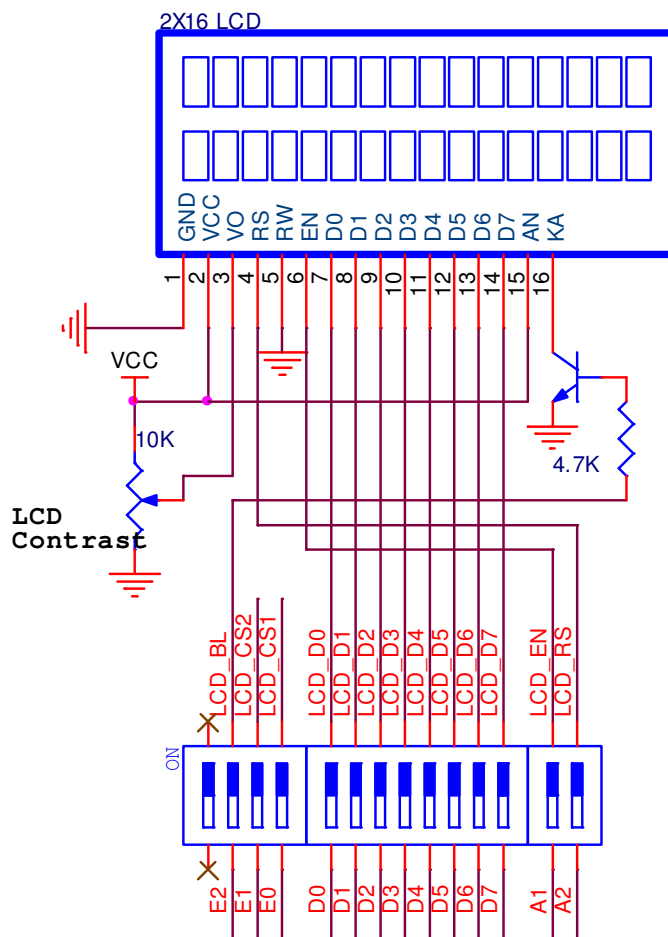 2X16 LCD
GND VCC VO RS RW EN D0 D1 D2 D3 D4 D5 D6 D7 AN KA
1 2 3 4 5 6 7 8 9 10 11 12 13 14 15 16
VCC
10K
4.7K
LCD
Contrast
LCD_BL LCD_CS2 LCD_CS1 LCD_D0 LCD_D1 LCD_D2 LCD_D3 LCD_D4 LCD_D5 LCD_D6 LCD_D7 LCD_EN LCD_RS
ON
E2 E1 E0 D0 D1 D2 D3 D4 D5 D6 D7 A1 A2